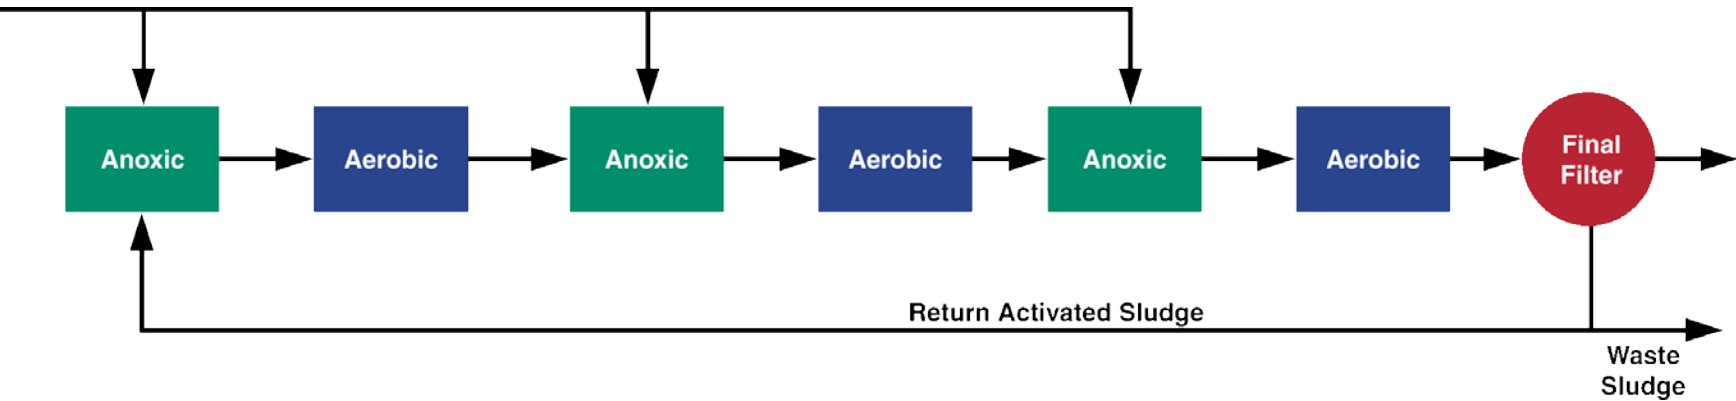 Anoxic
Aerobic
Anoxic
Aerobic
Anoxic
Aerobic
Final
Filter
Return Activated Sludge
Waste
Sludge